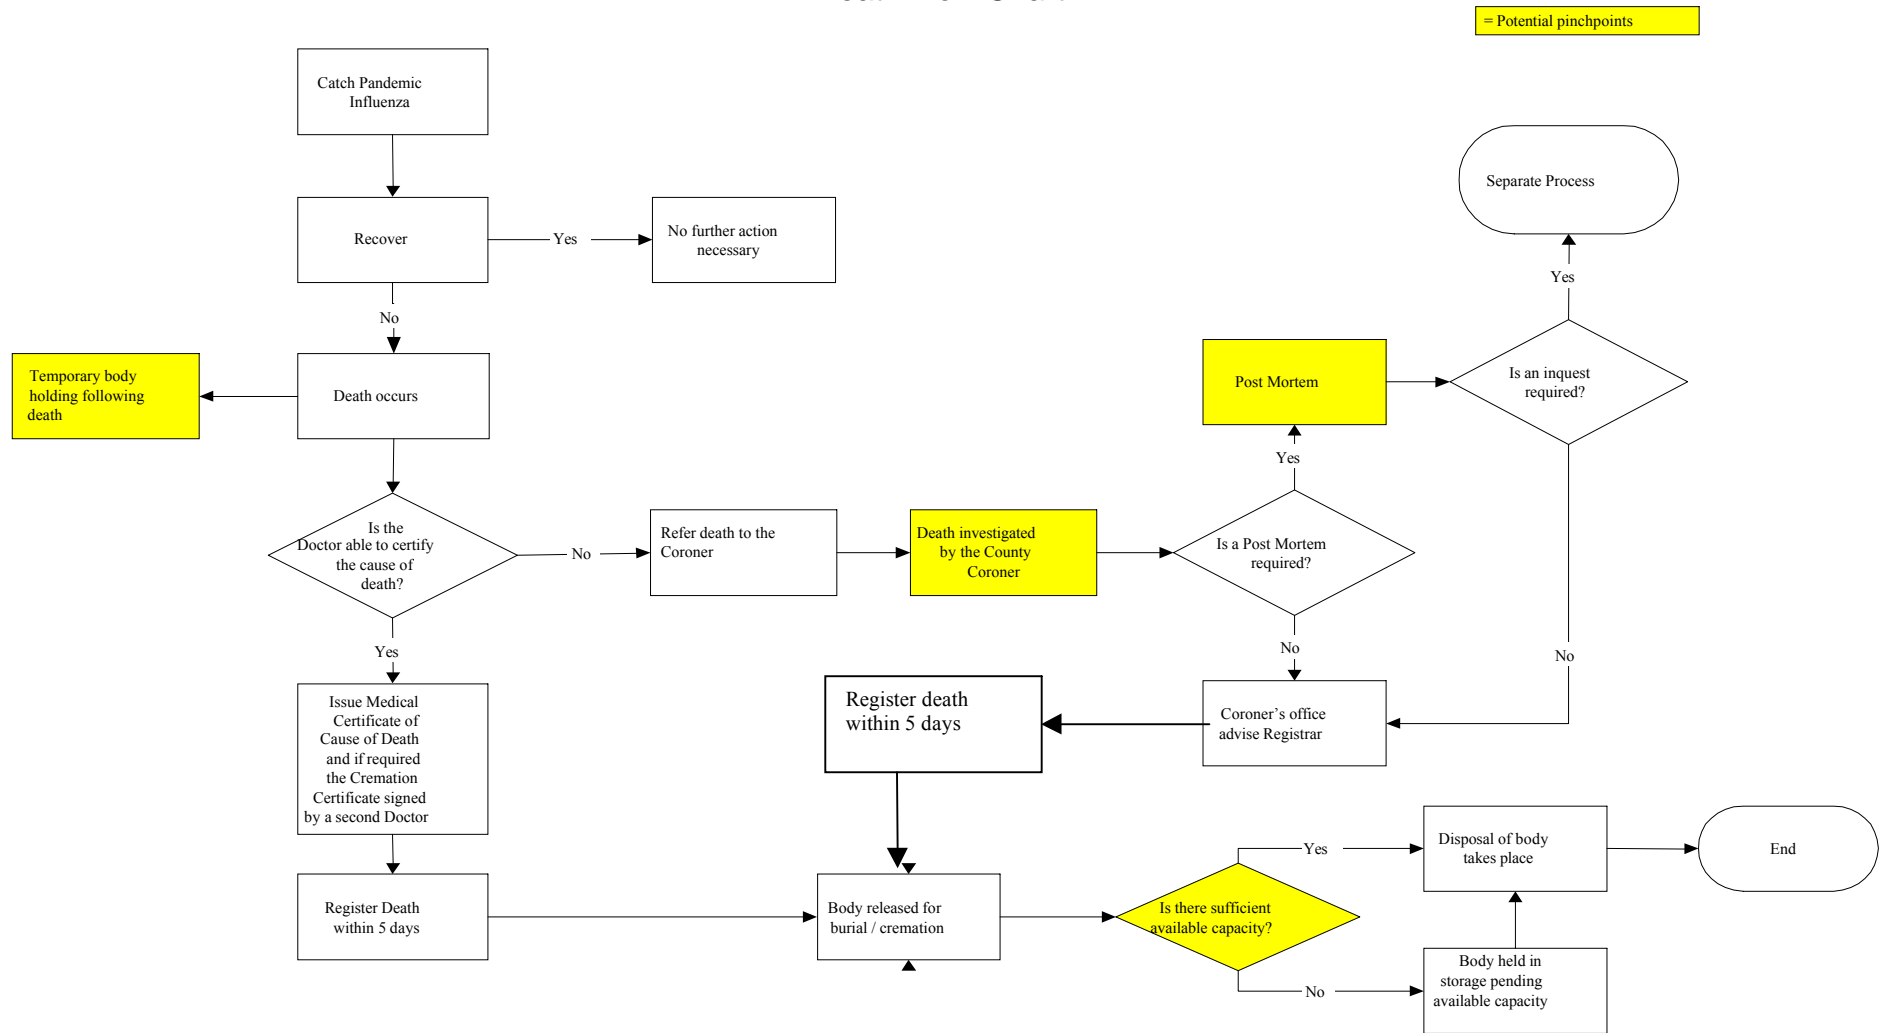 = Potential pinchpoints
Catch Pandemic
Influenza
Separate Process
Recover
Yes
No further action
necessary
Yes
No
Temporary body
holding following
death
Death occurs
Post Mortem
Is an inquest
required?
Yes
Is the
Doctor able to certify
the cause of
death?
No
Refer death to the
Coroner
Death investigated
by the County
Coroner
Is a Post Mortem
required?
Yes
No
No
Issue Medical
Certificate of
Cause of Death
and if required
the Cremation
Certificate signed
by a second Doctor
Register death
within 5 days
Coroner's office
advise Registrar
Register Death
within 5 days
Body released for
burial / cremation
Is there sufficient
available capacity?
Yes
Disposal of body
takes place
End
No
Body held in
storage pending
available capacity